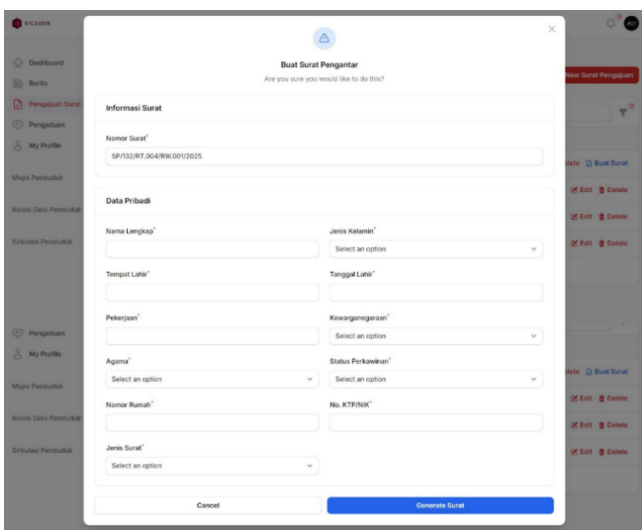 Dashboard
Berita
Pengajuan Surat
Pengaduan
My Profile
Mapa Penduduk
Kelola Data Penduduk
Sirkulasi Penduduk
Pengaduan
My Profile
Mapa Penduduk
Kelola Data Penduduk
Sirkulasi Penduduk
Buat Surat Pengantar
Are you sure you would like to do this?
Informasi Surat
Nomor Surat*
SP/132/RT.004/RW.001/2025
Data Pribadi
Nama Lengkap*
Jenis Kelamin*
Select an option
Tempat Lahir*
Tanggal Lahir*
Pekerjaan*
Kewarganegaraan*
Select an option
Agama*
Select an option
Status Perkawinan*
Select an option
Nomor Rumah*
No. KTP/NIK*
Jenis Surat*
Select an option
Cancel
Generate Surat
AU
New Surat Pengajuan
lete Buat Surat
Edit Delete
Edit Delete
Edit Delete
lete Buat Surat
Edit Delete
Edit Delete
Edit Delete